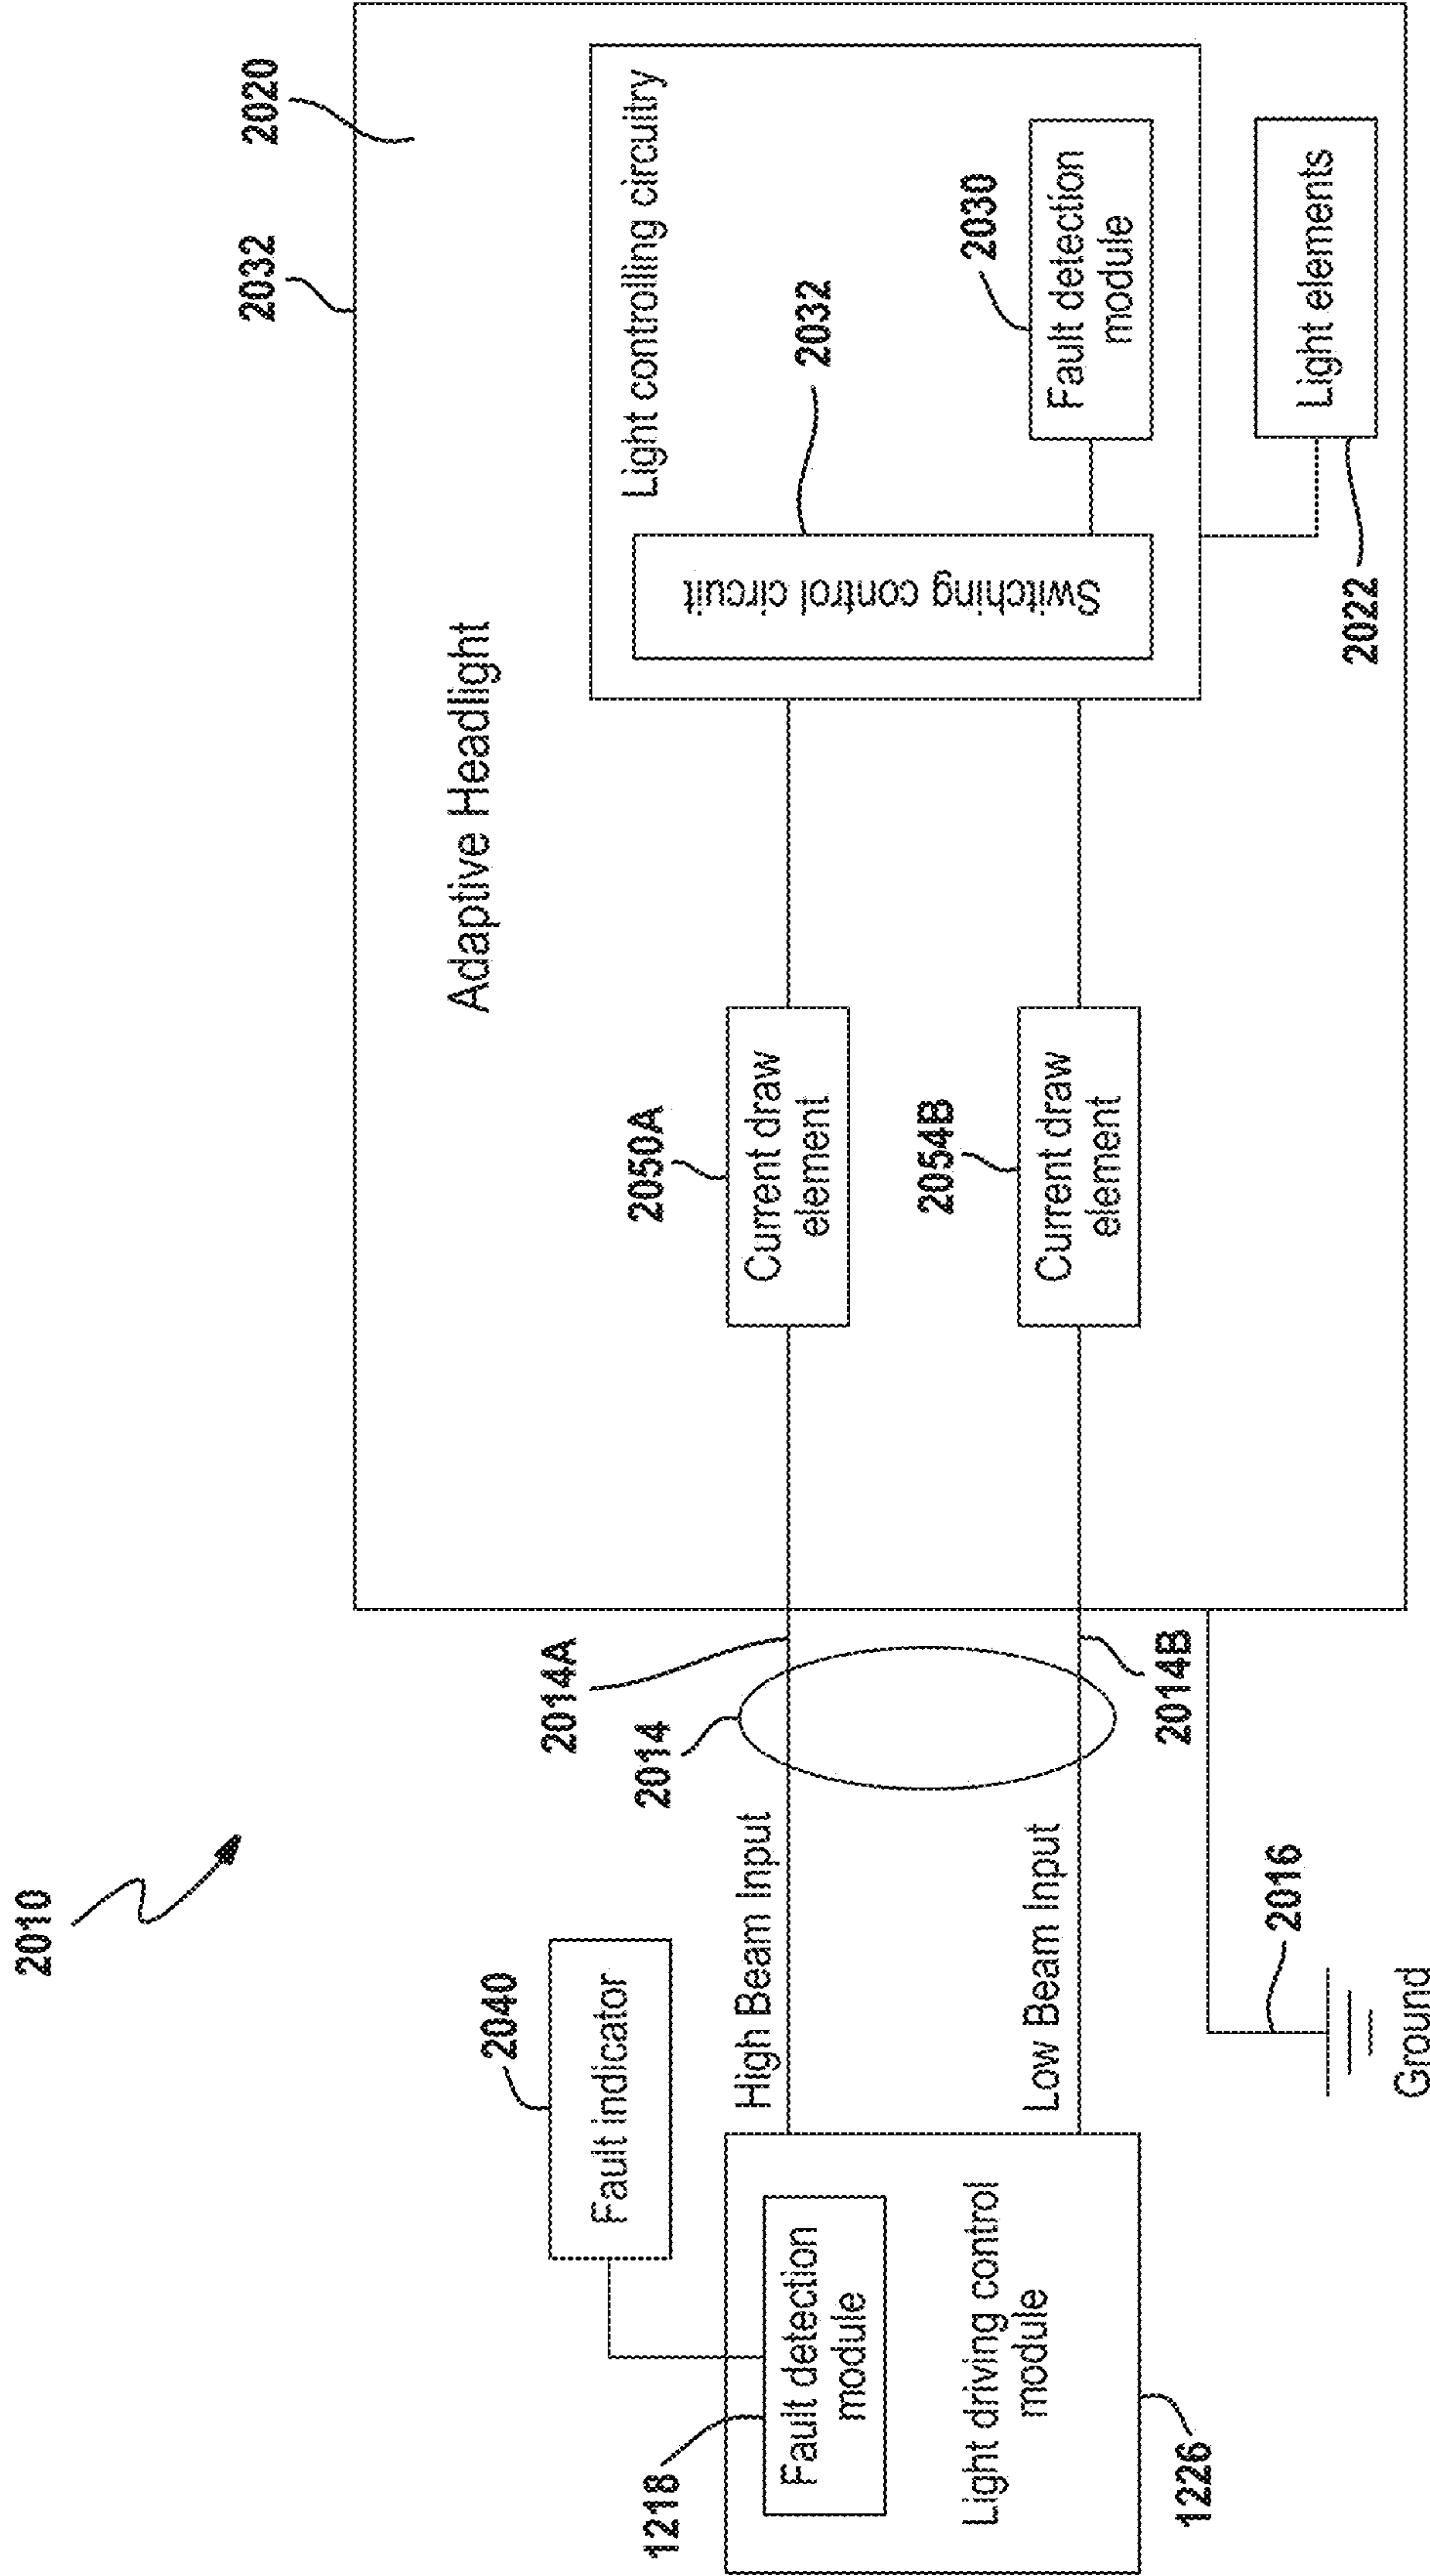 2010
2032
2020
Adaptive Headlight
Light controlling circuitry
2040
Fault indicator
2014A
2014
High Beam Input
2050A
Current draw
element
2032
Switching control circuit
2030
Fault detection
module
1218
Fault detection
module
Light driving control
module
1226
Low Beam Input
2014B
2054B
Current draw
element
2022
Light elements
2016
Ground